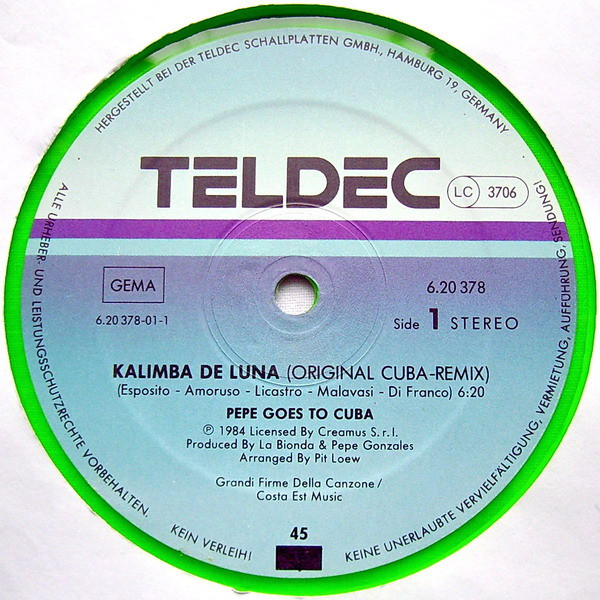 HERGESTELLT BEI DER TELDEC SCHALLPLATTEN GMBH., HAMBURG 19, GERMANY
TELDEC
LC 3706
GEMA
6.20 378
6.20 378-01-1
Side 1 STEREO
KALIMBA DE LUNA (ORIGINAL CUBA-REMIX)
(Esposito - Amoruso - Licastro - Malavasi - Di Franco) 6:20
PEPE GOES TO CUBA
℗ 1984 Licensed By Creamus S.r.l.
Produced By La Bionda & Pepe Gonzales
Arranged By Pit Loew
Grandi Firme Della Canzone/
Costa Est Music
45
ALLE URHEBER- UND LEISTUNGSSCHUTZRECHTE VORBEHALTEN.
KEIN VERLEIH!
KEINE UNERLAUBTE VERVIELFÄLTIGUNG, VERMIETUNG, AUFFÜHRUNG, SENDUNG!